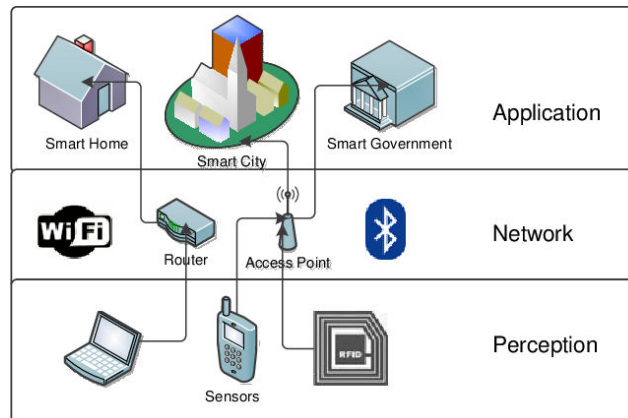 Smart Home
Smart City
Smart Government
Application
WiFi
Router
Access Point
Network
Sensors
RFID
Perception